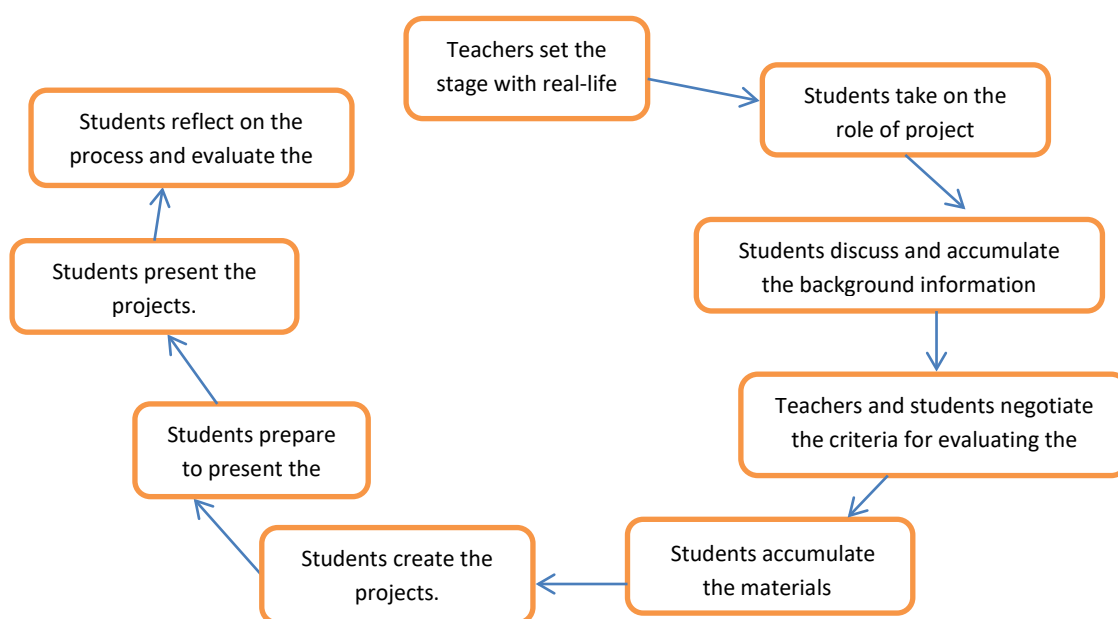 Teachers set the
stage with real-life
Students take on the
role of project
Students discuss and accumulate
the background information
Teachers and students negotiate
the criteria for evaluating the
Students accumulate
the materials
Students create the
projects.
Students prepare
to present the
Students present the
projects.
Students reflect on the
process and evaluate the